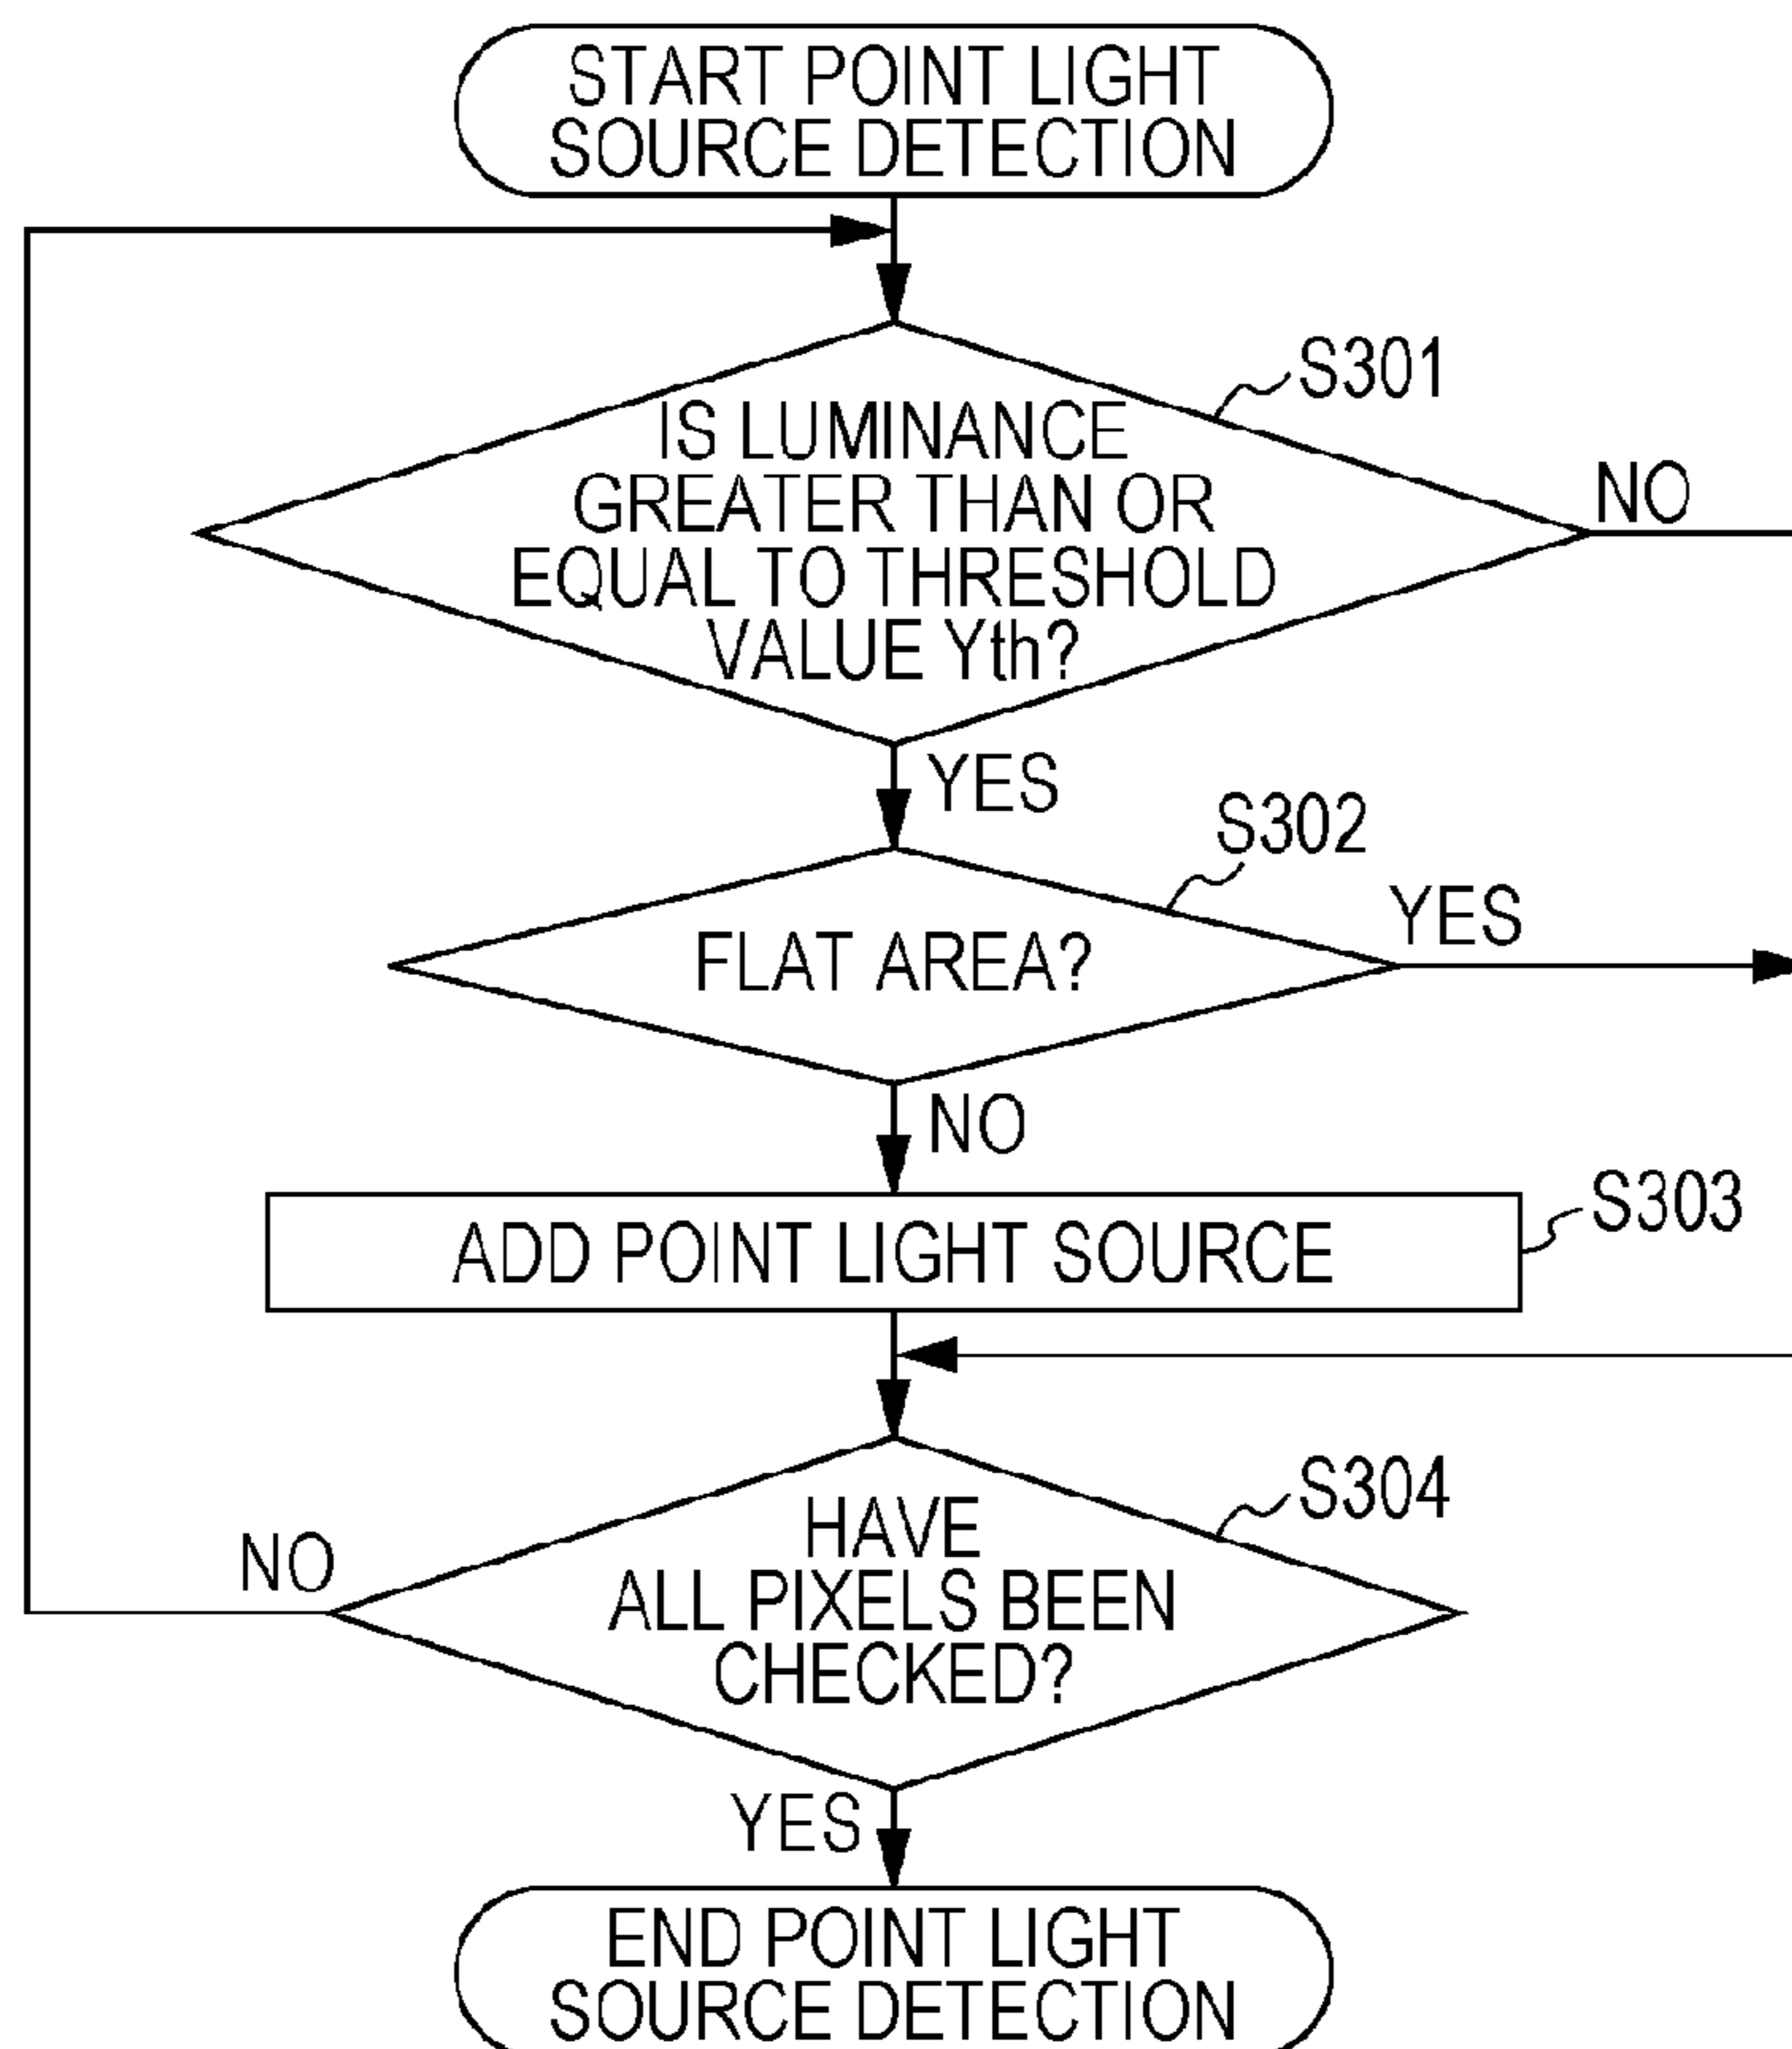 START POINT LIGHT
SOURCE DETECTION
S301
IS LUMINANCE
GREATER THAN OR
EQUAL TO THRESHOLD
VALUE Yth?
NO
YES
S302
FLAT AREA?
YES
NO
S303
ADD POINT LIGHT SOURCE
S304
HAVE
ALL PIXELS BEEN
CHECKED?
NO
YES
END POINT LIGHT
SOURCE DETECTION